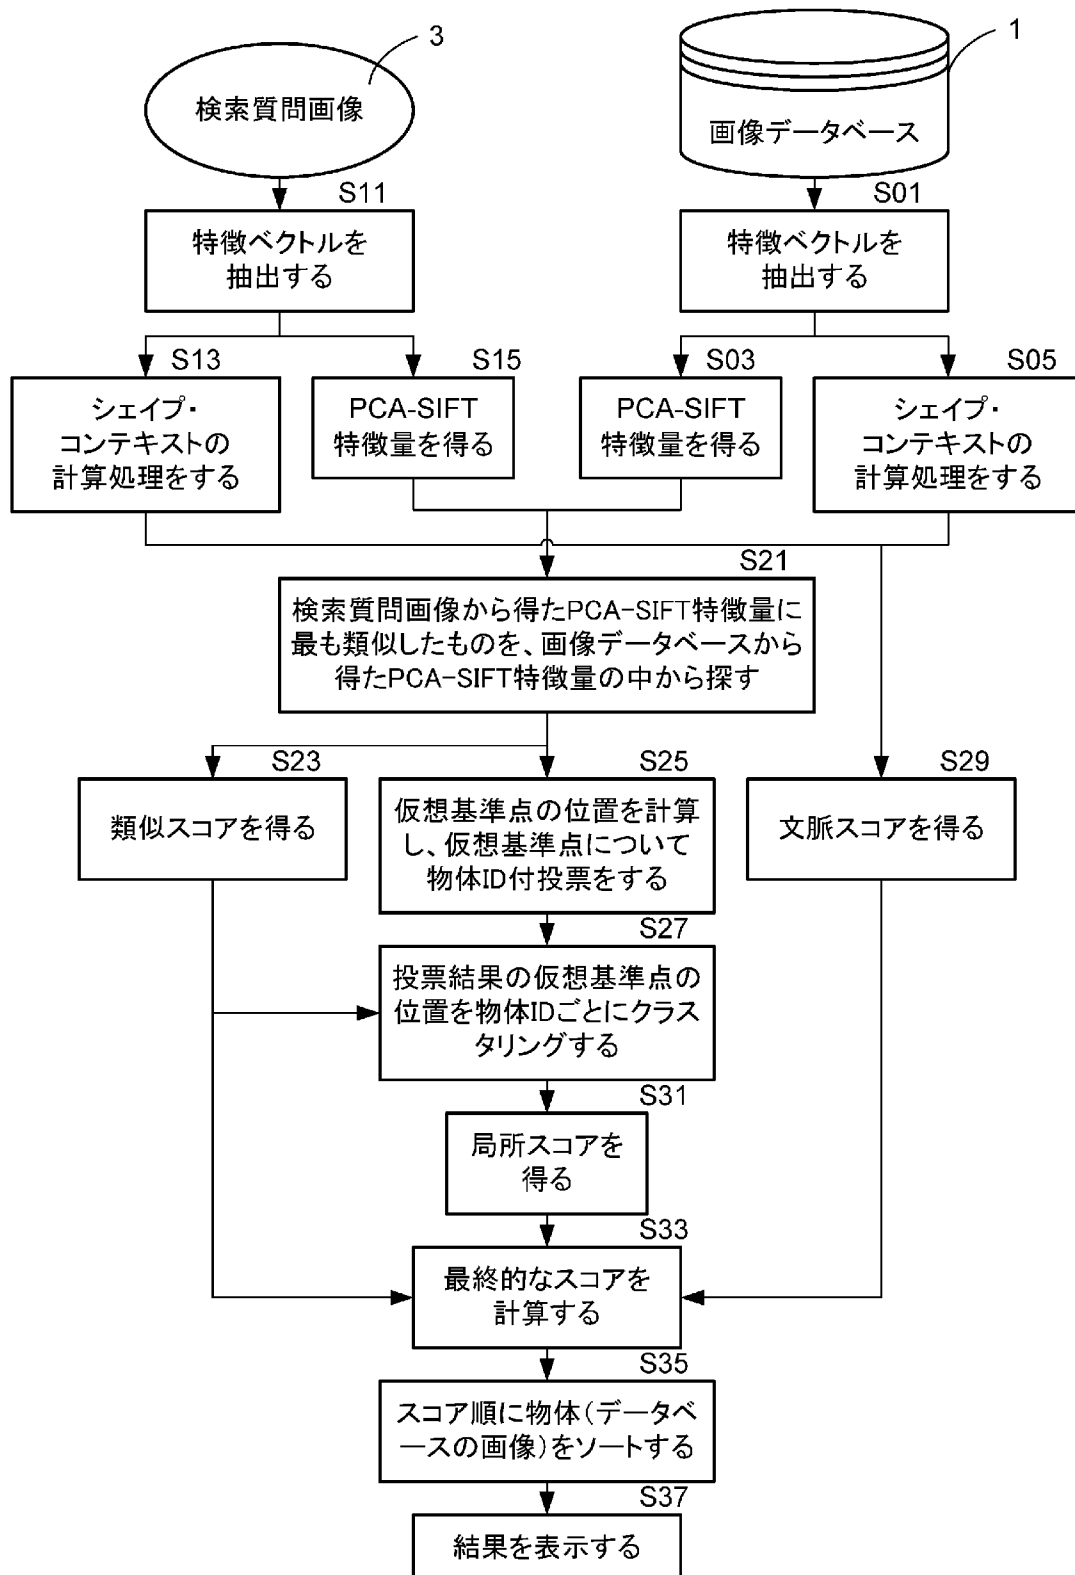 3
検索質問画像
1
画像データベース
S11
特徴ベクトルを
抽出する
S01
特徴ベクトルを
抽出する
S13
シェイプ・
コンテキストの
計算処理をする
S15
PCA-SIFT
特徴量を得る
S03
PCA-SIFT
特徴量を得る
S05
シェイプ・
コンテキストの
計算処理をする
S21
検索質問画像から得たPCA-SIFT特徴量に
最も類似したものを、画像データベースから
得たPCA-SIFT特徴量の中から探す
S23
類似スコアを得る
S25
仮想基準点の位置を計算
し、仮想基準点について
物体ID付投票をする
S29
文脈スコアを得る
S27
投票結果の仮想基準点の
位置を物体IDごとにクラス
タリングする
S31
局所スコアを
得る
S33
最終的なスコアを
計算する
S35
スコア順に物体(データベ
ースの画像)をソートする
S37
結果を表示する